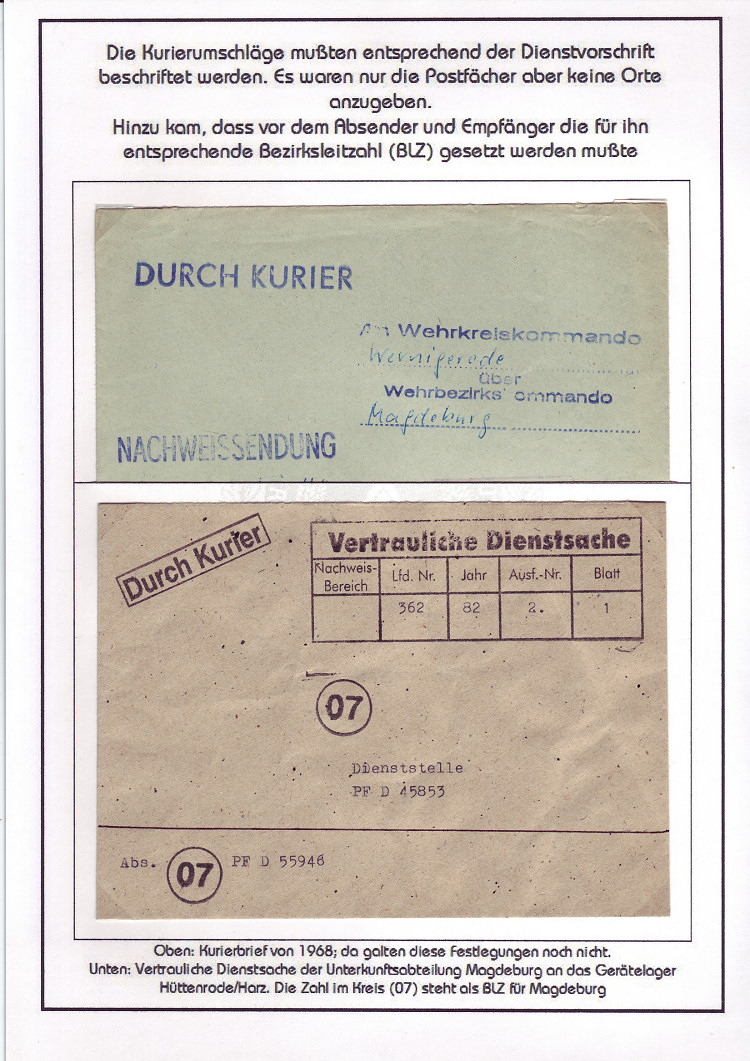 Die Kurierumschläge mußten entsprechend der Dienstvorschrift
beschriftet werden. Es waren nur die Postfächer aber keine Orte
anzugeben.
Hinzu kam, dass vor dem Absender und Empfänger die für ihn
entsprechende Bezirksleitzahl (BLZ) gesetzt werden mußte
DURCH KURIER
An Wehrkreiskommando
Wernigerode
über
Wehrbezirks ommando
Magdeburg
NACHWEISSENDUNG
Durch Kurier
Vertrauliche Dienstsache
Nachweis-
Bereich
Lfd. Nr. Jahr Ausf.-Nr. Blatt
362 82 2. 1
07
Dienststelle
PF D 45853
Abs. 07 PF D 55946
Oben: Kurierbrief von 1968; da galten diese Festlegungen noch nicht.
Unten: Vertrauliche Dienstsache der Unterkunftsabteilung Magdeburg an das Gerätelager
Hüttenrode/Harz. Die Zahl im Kreis (07) steht als BLZ für Magdeburg